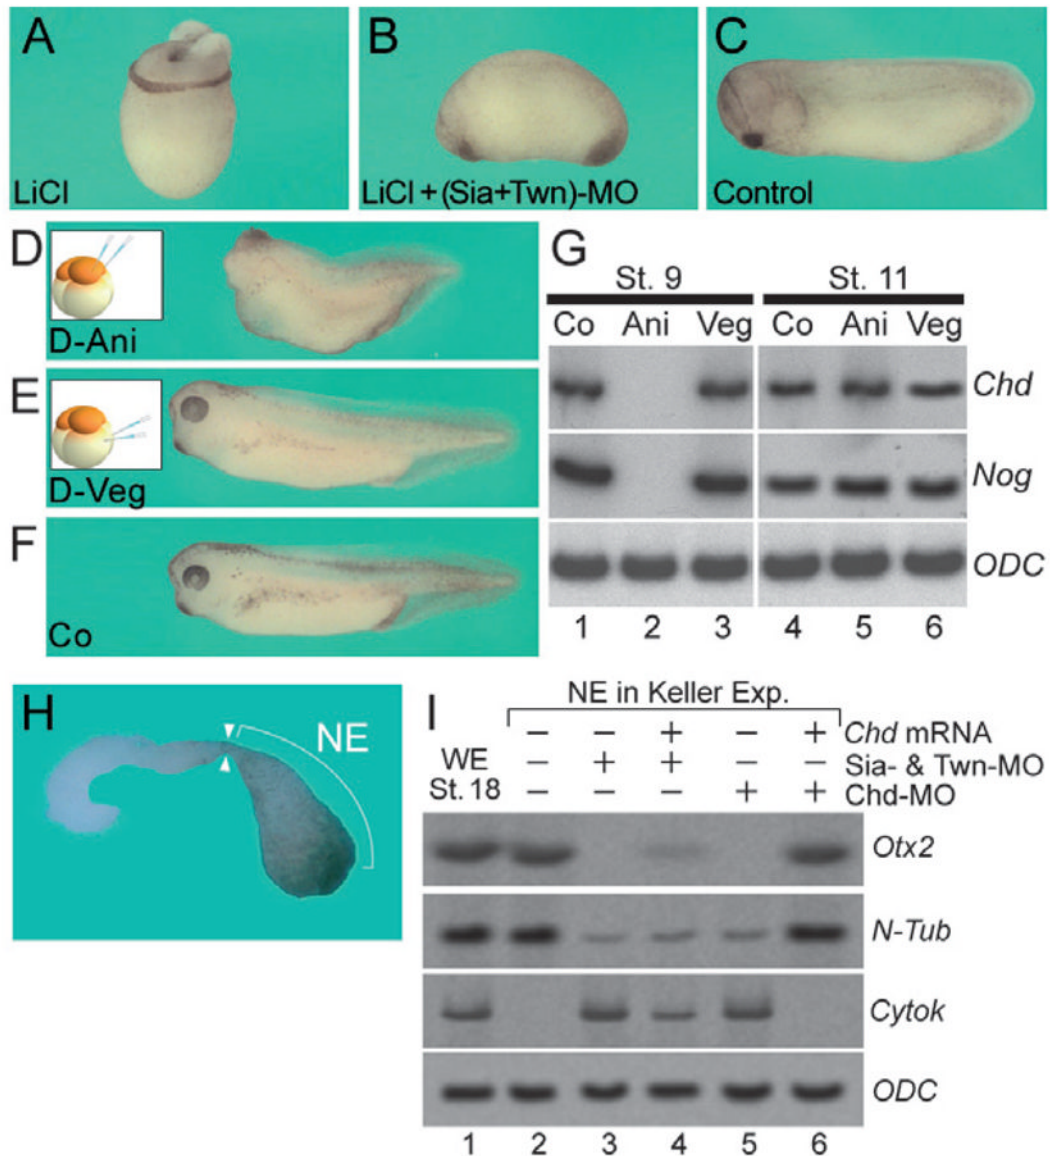 A
LiCl
B
LiCl + (Sia+Twn)-MO
C
Control
D
D-Ani
E
D-Veg
F
Co
G
St. 9 St. 11
Co Ani Veg Co Ani Veg
Chd
Nog
ODC
1 2 3 4 5 6
H
NE
I
NE in Keller Exp.
– – + – + Chd mRNA
WE – + + – – Sia- & Twn-MO
St. 18 – – – + + Chd-MO
Otx2
N-Tub
Cytok
ODC
1 2 3 4 5 6